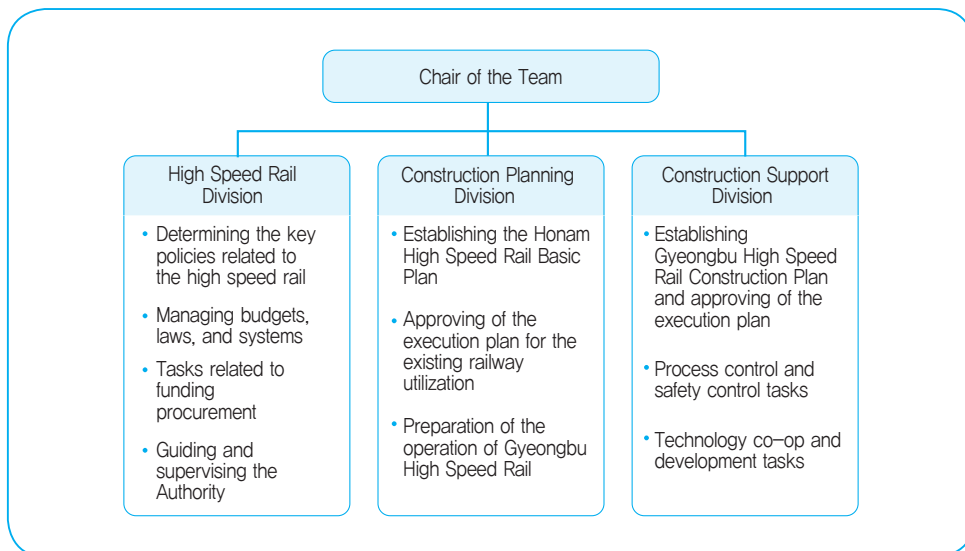 Chair of the Team
High Speed Rail
Division
• Determining the key
policies related to
the high speed rail
• Managing budgets,
laws, and systems
• Tasks related to
funding
procurement
• Guiding and
supervising the
Authority
Construction Planning
Division
• Establishing the Honam
High Speed Rail Basic
Plan
• Approving of the
execution plan for the
existing railway
utilization
• Preparation of the
operation of Gyeongbu
High Speed Rail
Construction Support
Division
• Establishing
Gyeongbu High Speed
Rail Construction Plan
and approving of the
execution plan
• Process control and
safety control tasks
• Technology co-op and
development tasks